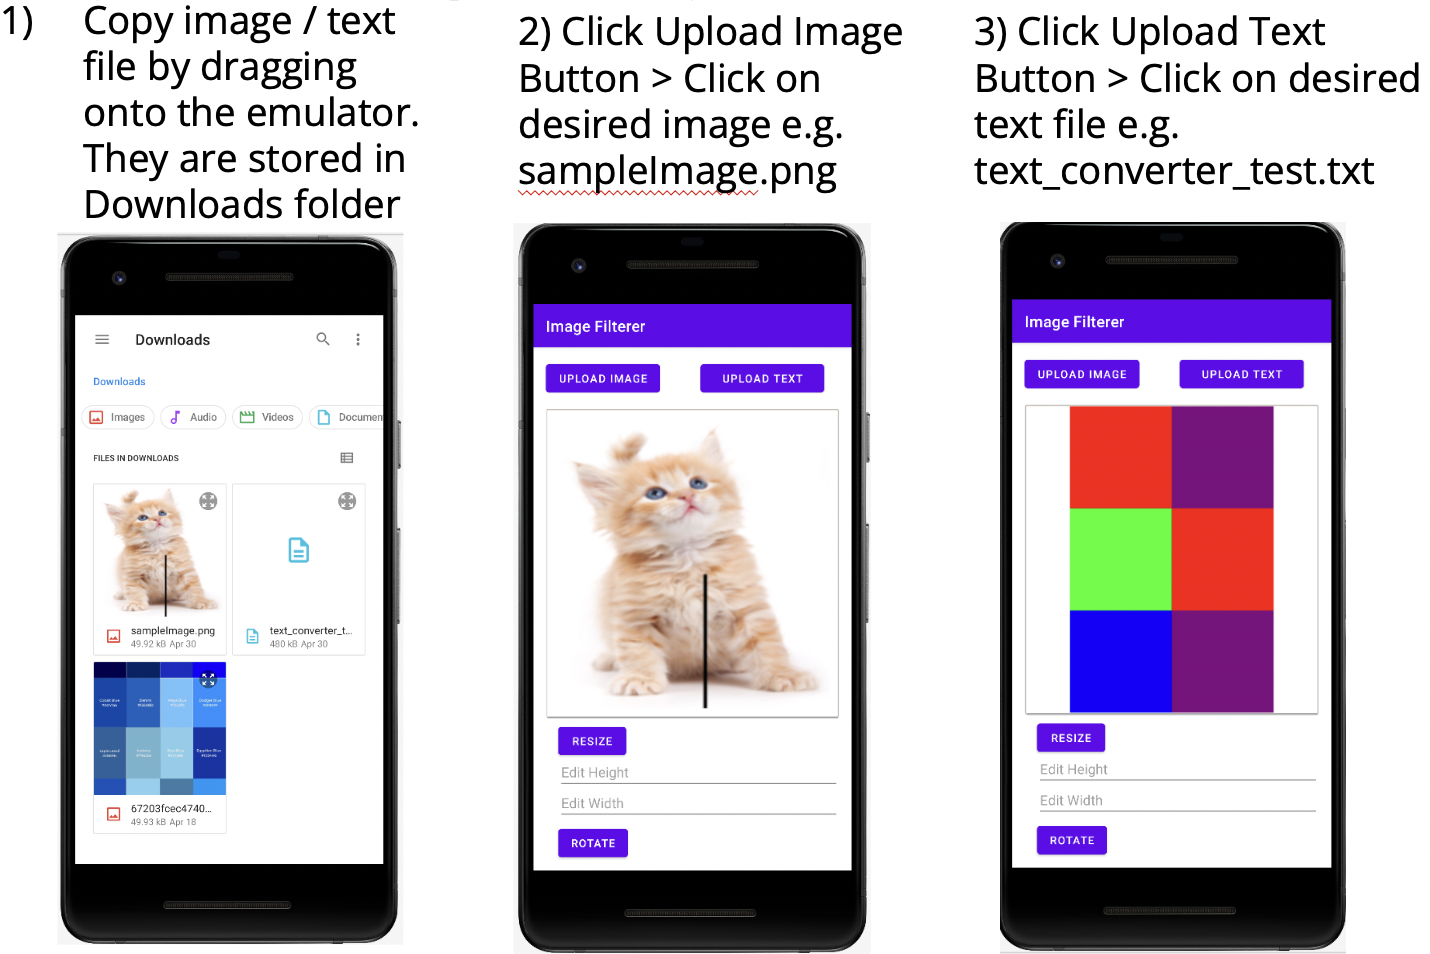 1) Copy image / text
file by dragging
onto the emulator.
They are stored in
Downloads folder
2) Click Upload Image
Button > Click on
desired image e.g.
sampleImage.png
3) Click Upload Text
Button > Click on desired
text file e.g.
text_converter_test.txt
Downloads
Downloads
Images Audio Videos Documen
FILES IN DOWNLOADS
sampleImage.png
49.92 kB Apr 30
text_converter_t...
480 kB Apr 30
67203fcec4740...
49.93 kB Apr 18
Image Filterer
UPLOAD IMAGE UPLOAD TEXT
RESIZE
Edit Height
Edit Width
ROTATE
Image Filterer
UPLOAD IMAGE UPLOAD TEXT
RESIZE
Edit Height
Edit Width
ROTATE